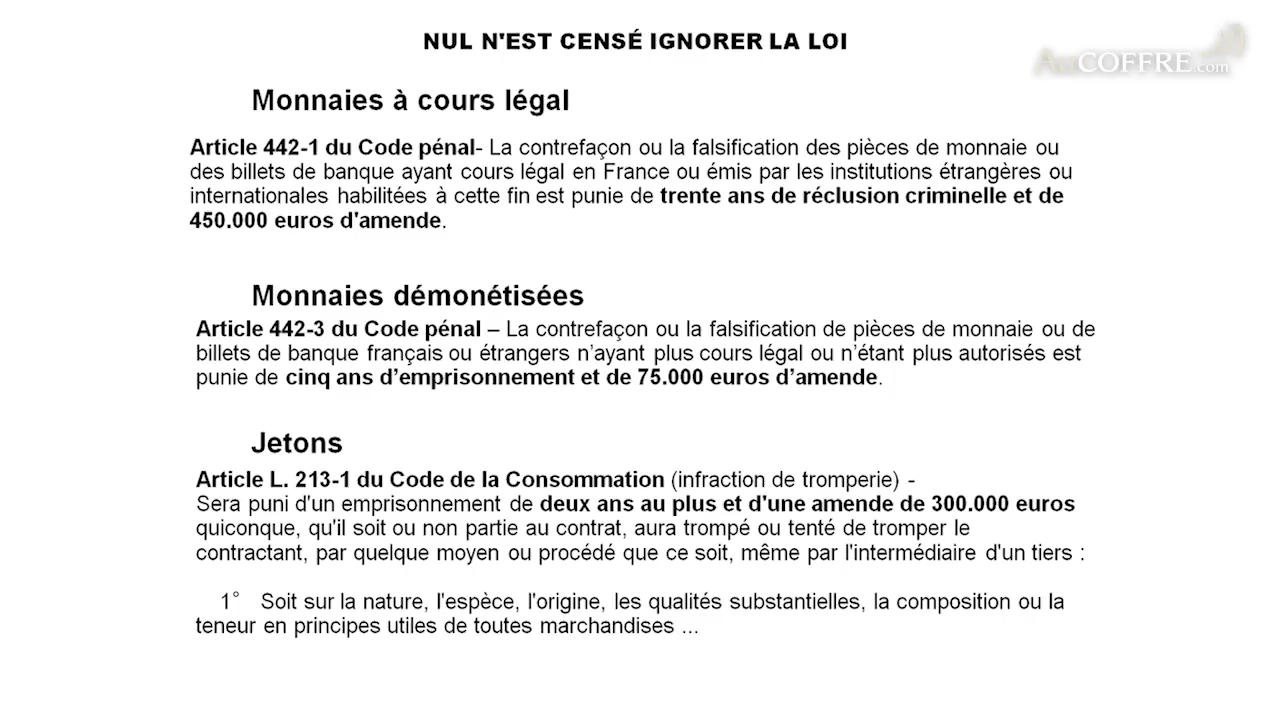 NUL N'EST CENSÉ IGNORER LA LOI
AuCOFFRE.com
Monnaies à cours légal
Article 442-1 du Code pénal- La contrefaçon ou la falsification des pièces de monnaie ou
des billets de banque ayant cours légal en France ou émis par les institutions étrangères ou
internationales habilitées à cette fin est punie de trente ans de réclusion criminelle et de
450.000 euros d'amende.
Monnaies démonétisées
Article 442-3 du Code pénal – La contrefaçon ou la falsification de pièces de monnaie ou de
billets de banque français ou étrangers n’ayant plus cours légal ou n’étant plus autorisés est
punie de cinq ans d’emprisonnement et de 75.000 euros d’amende.
Jetons
Article L. 213-1 du Code de la Consommation (infraction de tromperie) -
Sera puni d'un emprisonnement de deux ans au plus et d'une amende de 300.000 euros
quiconque, qu'il soit ou non partie au contrat, aura trompé ou tenté de tromper le
contractant, par quelque moyen ou procédé que ce soit, même par l'intermédiaire d'un tiers :
1° Soit sur la nature, l'espèce, l'origine, les qualités substantielles, la composition ou la
teneur en principes utiles de toutes marchandises ...